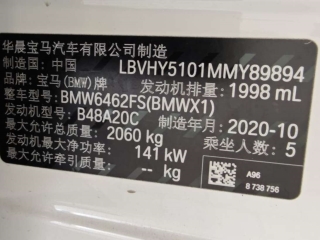 华晨宝马汽车有限公司制造
制造国：中国 LBVHY5101MMY89894
品牌：宝马(BMW)牌 发动机排量：1998 mL
整车型号：BMW6462FS(BMWX1)
发动机型号：B48A20C 制造年月：2020-10
最大允许总质量：2060 kg 乘坐人数：5
发动机最大净功率：141 kW
最大允许牵引质量：-- kg
A96
8 738 756